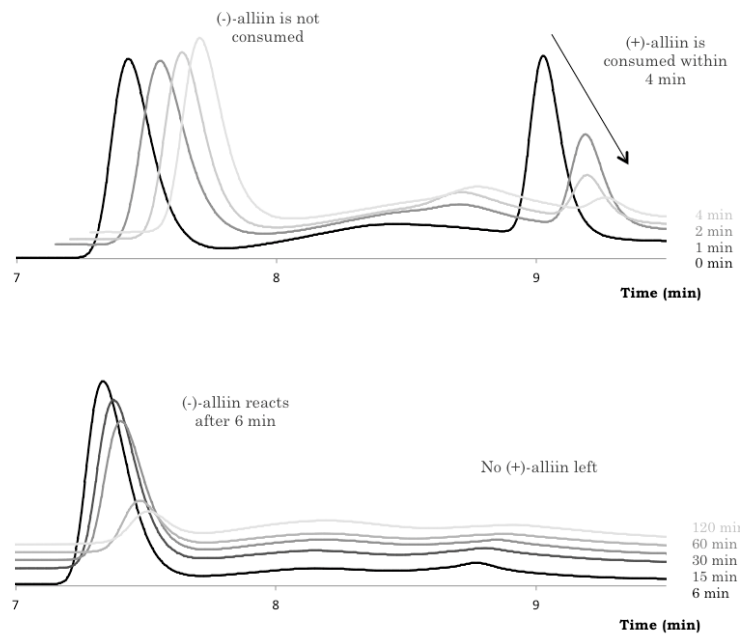 (-)-alliin is not
consumed
(+)-alliin is
consumed within
4 min
4 min
2 min
1 min
0 min
7
8
9
Time (min)
(-)-alliin reacts
after 6 min
No (+)-alliin left
120 min
60 min
30 min
15 min
6 min
7
8
9
Time (min)